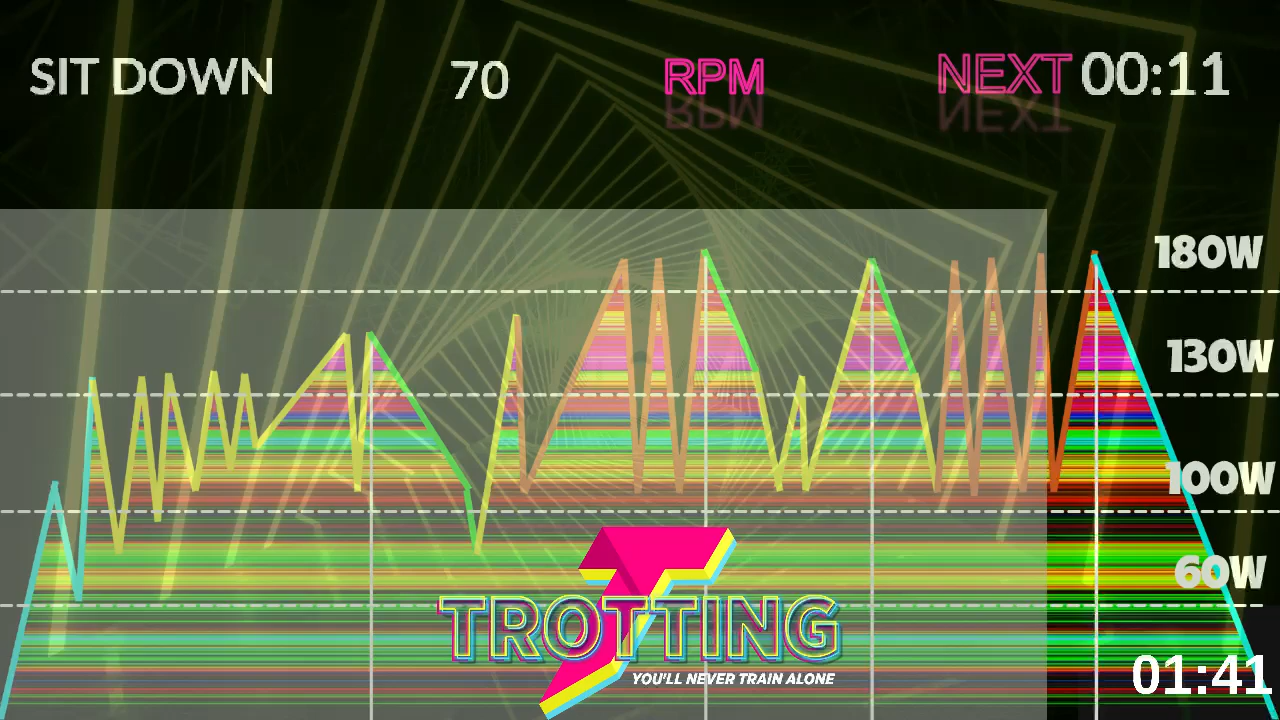 SIT DOWN
70
RPM
NEXT 00:11
180W
130W
100W
60W
TROTTING
YOU'LL NEVER TRAIN ALONE
01:41